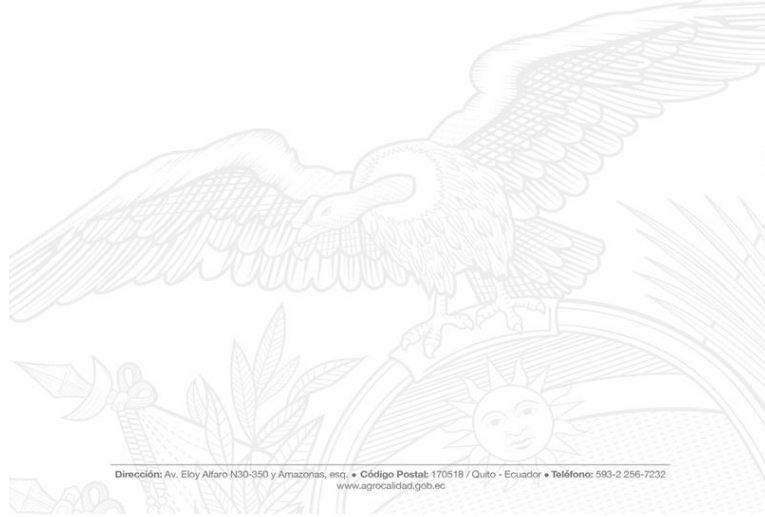 Dirección: Av. Eloy Alfaro N30-350 y Amazonas, esq. • Código Postal: 170518 / Quito - Ecuador • Teléfono: 593-2 256-7232
www.agrocalidad.gob.ec